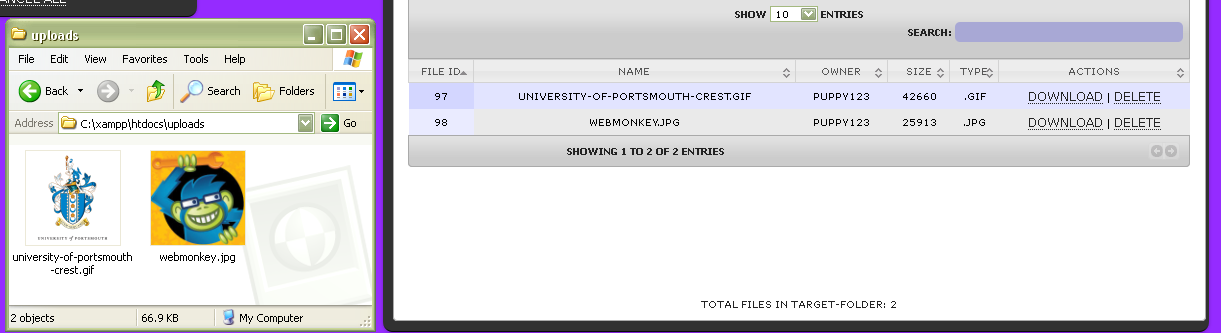 ANCEL ALL
uploads
File Edit View Favorites Tools Help
Back Search Folders
Address C:\xampp\htdocs\uploads Go
UNIVERSITY OF PORTSMOUTH
university-of-portsmouth
-crest.gif
webmonkey.jpg
2 objects 66.9 KB My Computer
SHOW 10 ENTRIES
SEARCH:
FILE ID NAME OWNER SIZE TYPE ACTIONS
97 UNIVERSITY-OF-PORTSMOUTH-CREST.GIF PUPPY123 42660 .GIF DOWNLOAD | DELETE
98 WEBMONKEY.JPG PUPPY123 25913 .JPG DOWNLOAD | DELETE
SHOWING 1 TO 2 OF 2 ENTRIES
TOTAL FILES IN TARGET-FOLDER: 2